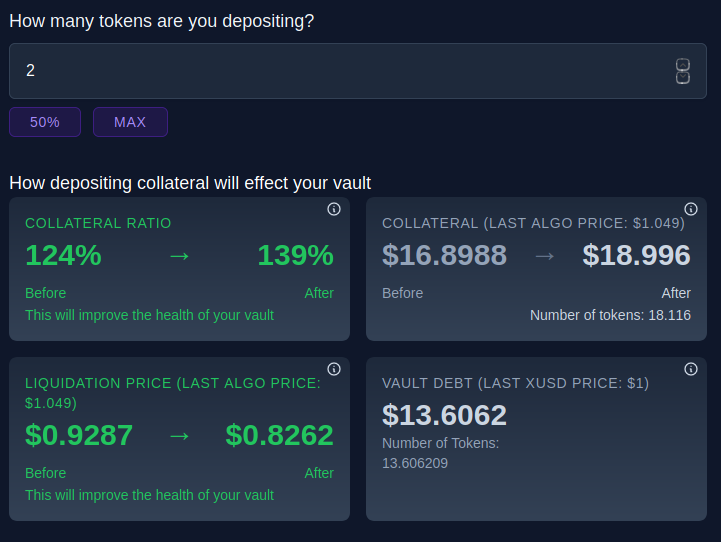 How many tokens are you depositing?
2
50%
MAX
How depositing collateral will effect your vault
COLLATERAL RATIO
124% → 139%
Before After
This will improve the health of your vault
COLLATERAL (LAST ALGO PRICE: $1.049)
$16.8988 → $18.996
Before After
Number of tokens: 18.116
LIQUIDATION PRICE (LAST ALGO PRICE:
$1.049)
$0.9287 → $0.8262
Before After
This will improve the health of your vault
VAULT DEBT (LAST XUSD PRICE: $1)
$13.6062
Number of Tokens:
13.606209